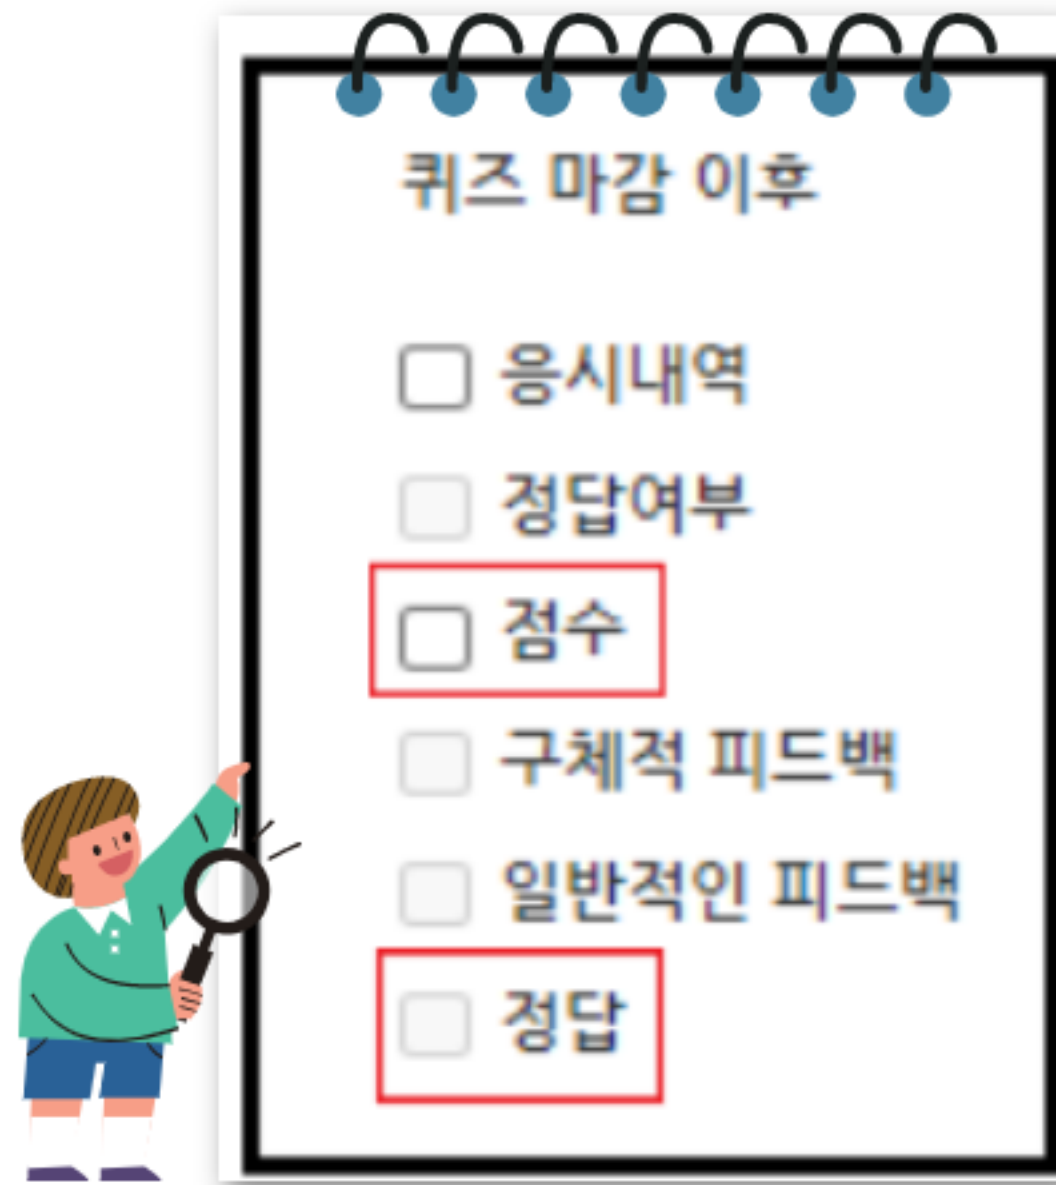 퀴즈 마감 이후
응시내역
정답여부
점수
구체적 피드백
일반적인 피드백
정답